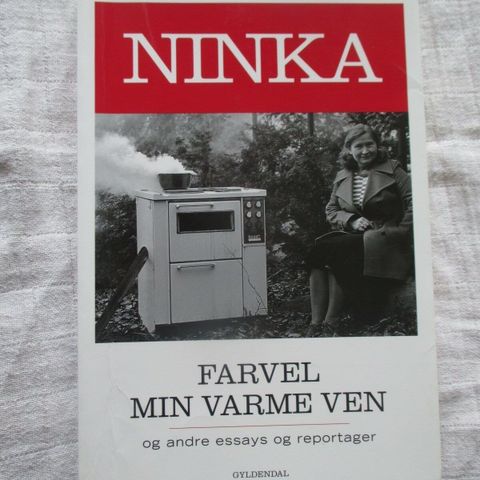 NINKA
FARVEL
MIN VARME VEN
og andre essays og reportager
GYLDENDAL